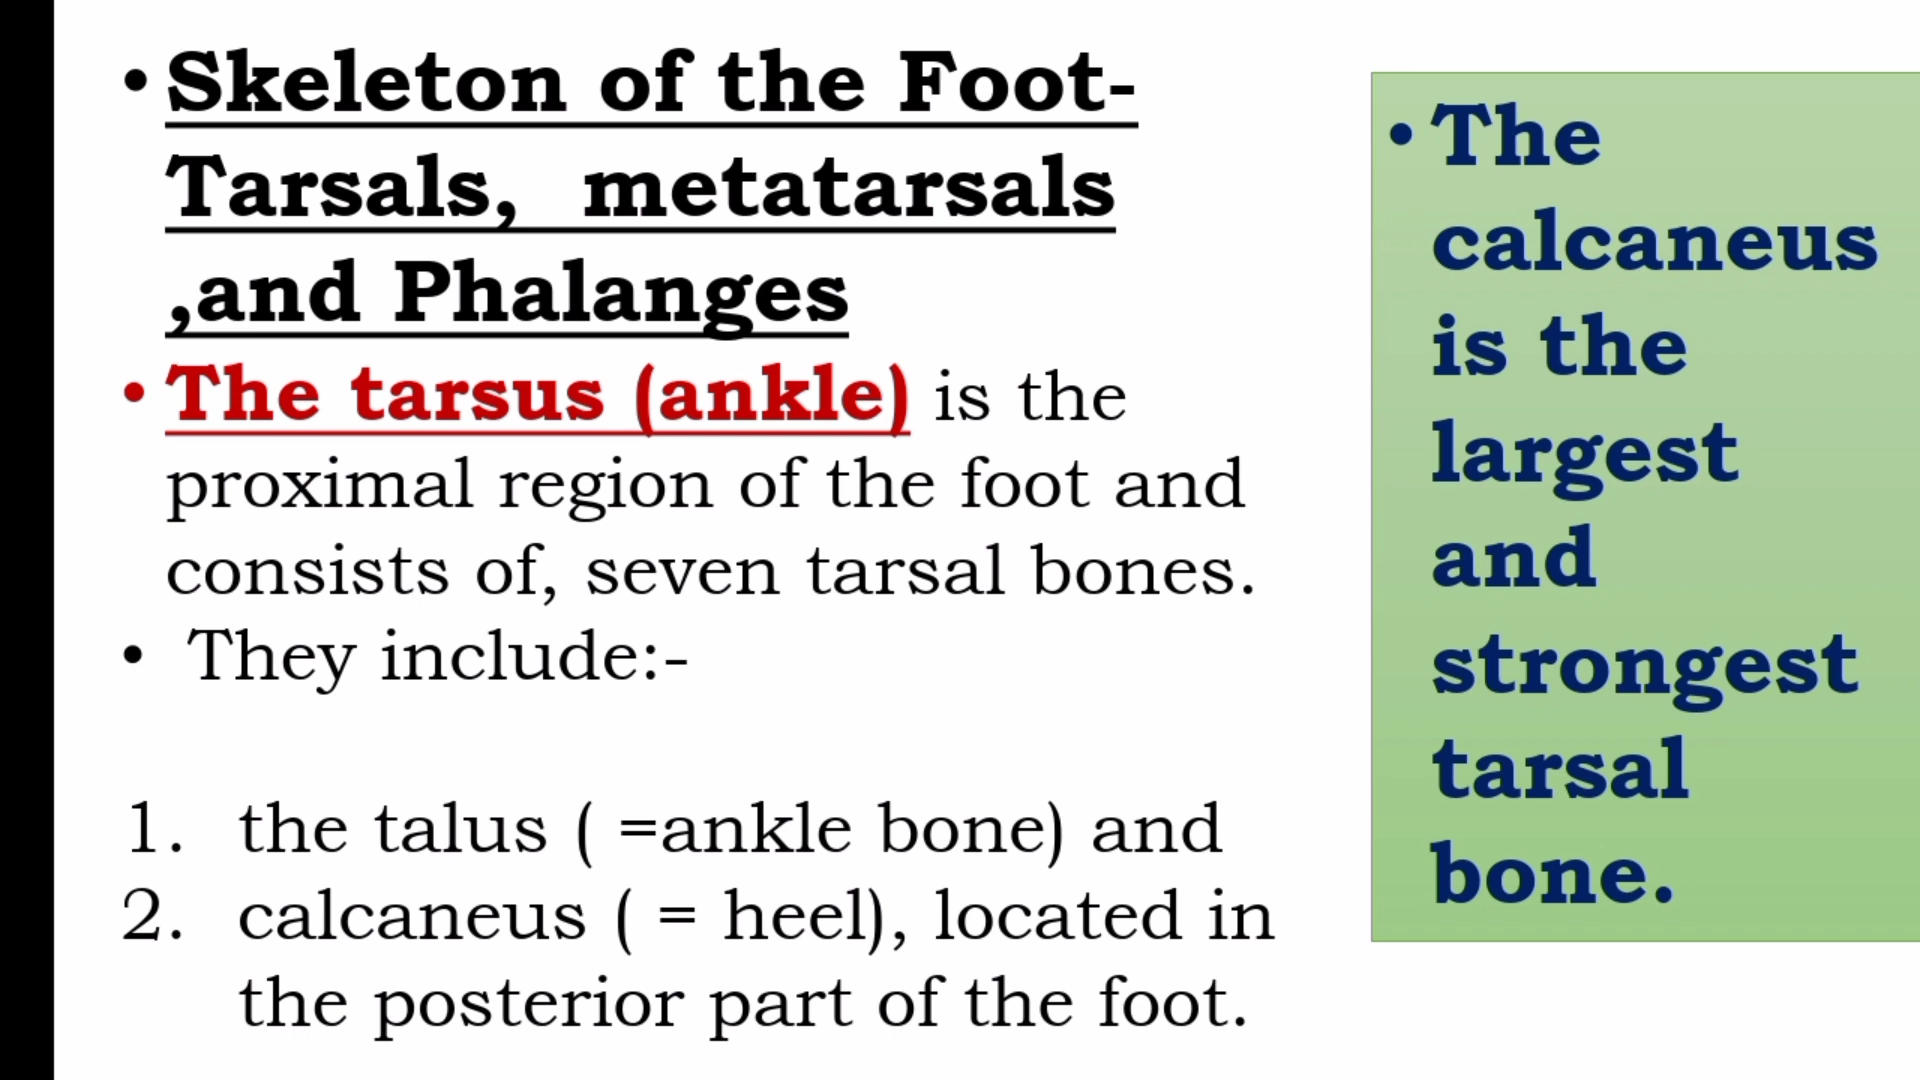 • Skeleton of the Foot-
Tarsals, metatarsals
,and Phalanges
• The tarsus (ankle) is the
proximal region of the foot and
consists of, seven tarsal bones.
• They include:-
1. the talus ( =ankle bone) and
2. calcaneus ( = heel), located in
the posterior part of the foot.
• The
calcaneus
is the
largest
and
strongest
tarsal
bone.